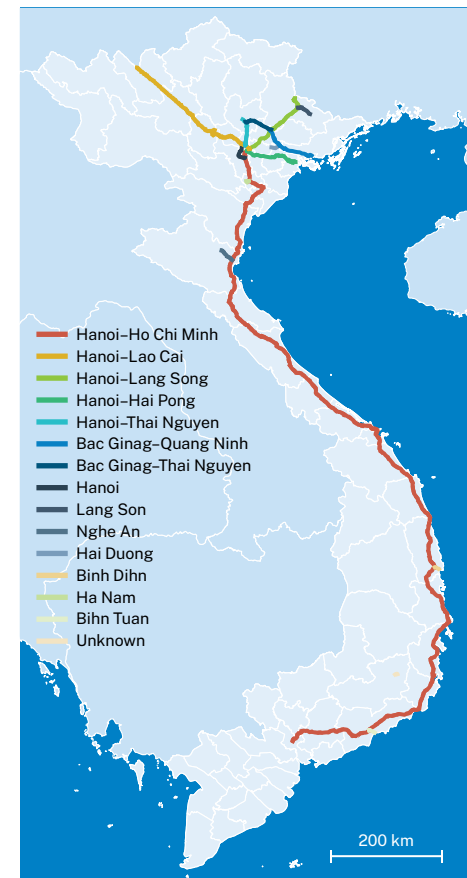 Hanoi–Ho Chi Minh
Hanoi–Lao Cai
Hanoi–Lang Song
Hanoi–Hai Pong
Hanoi–Thai Nguyen
Bac Ginag–Quang Ninh
Bac Ginag–Thai Nguyen
Hanoi
Lang Son
Nghe An
Hai Duong
Binh Dihn
Ha Nam
Bihn Tuan
Unknown
200 km